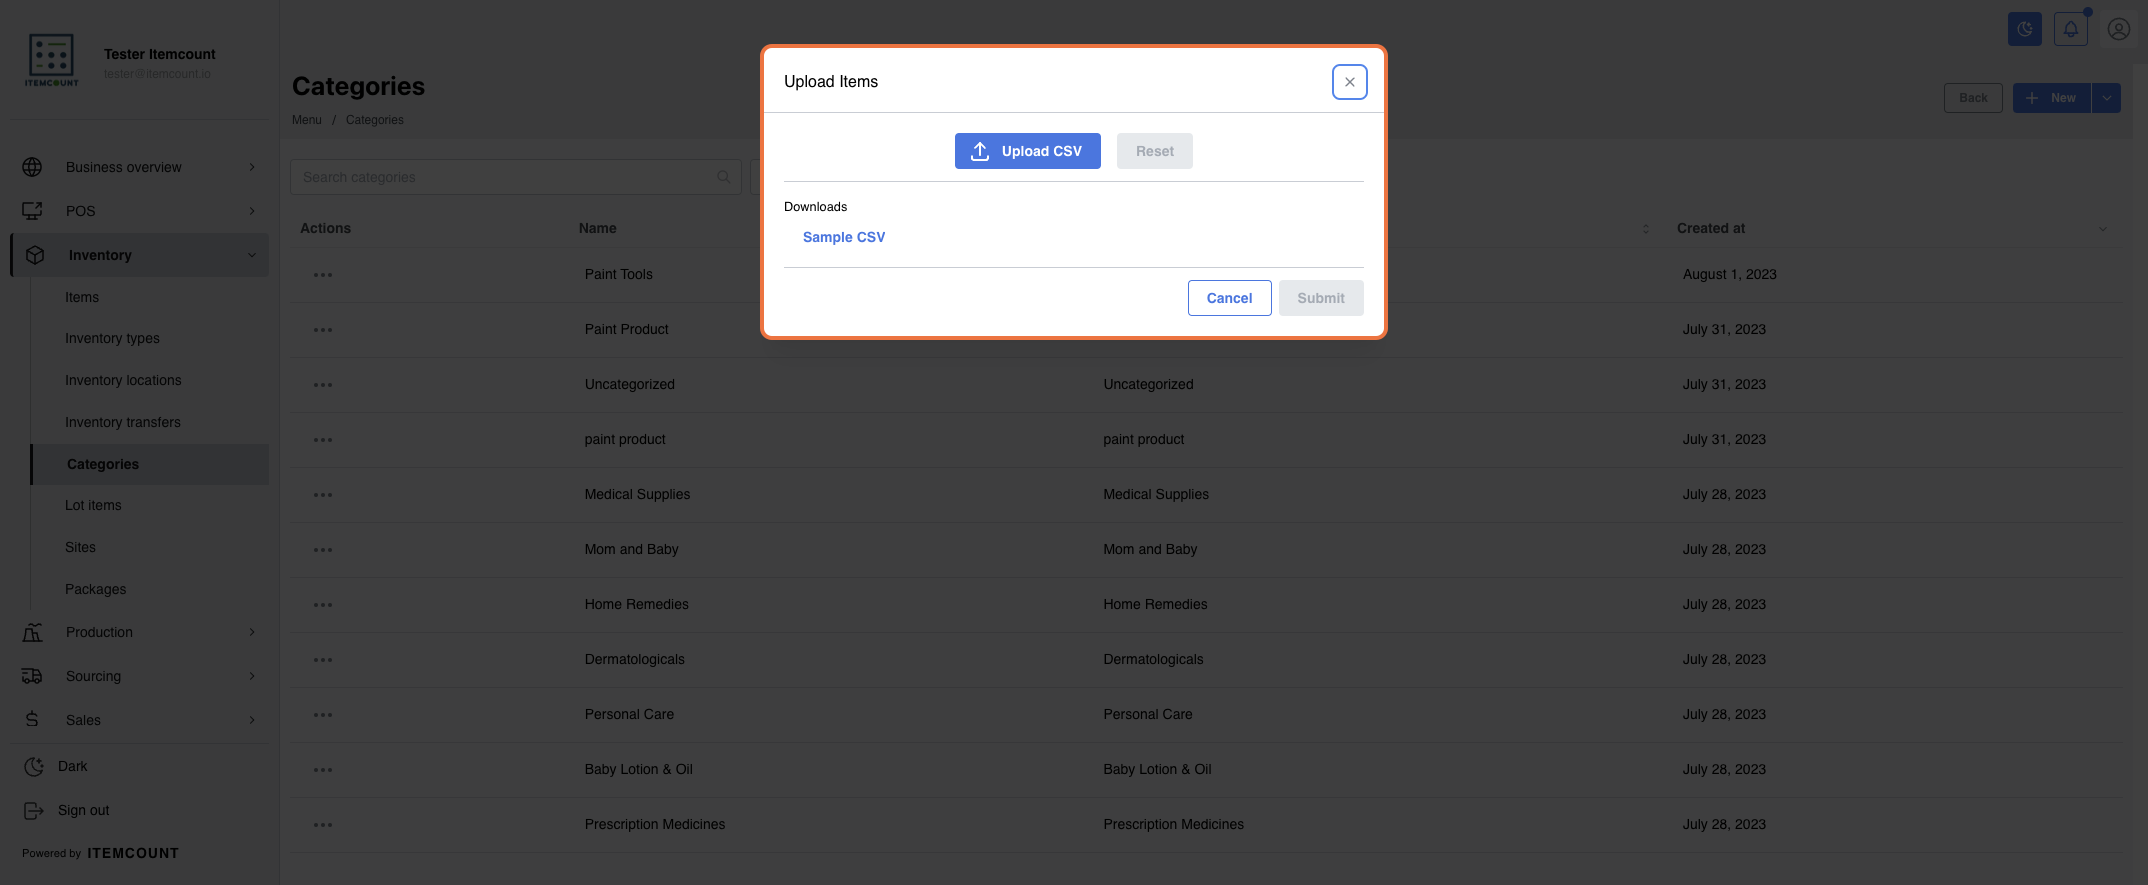 ITEMCOUNT
Tester Itemcount
tester@itemcount.io
Business overview
POS
Inventory
Items
Inventory types
Inventory locations
Inventory transfers
Categories
Lot items
Sites
Packages
Production
Sourcing
Sales
Dark
Sign out
Powered by ITEMCOUNT
Categories
Menu / Categories
Back
New
Search categories
Upload Items
Upload CSV
Reset
Downloads
Sample CSV
Cancel
Submit
Actions Name Created at
Paint Tools August 1, 2023
Paint Product July 31, 2023
Uncategorized Uncategorized July 31, 2023
paint product paint product July 31, 2023
Medical Supplies Medical Supplies July 28, 2023
Mom and Baby Mom and Baby July 28, 2023
Home Remedies Home Remedies July 28, 2023
Dermatologicals Dermatologicals July 28, 2023
Personal Care Personal Care July 28, 2023
Baby Lotion & Oil Baby Lotion & Oil July 28, 2023
Prescription Medicines Prescription Medicines July 28, 2023